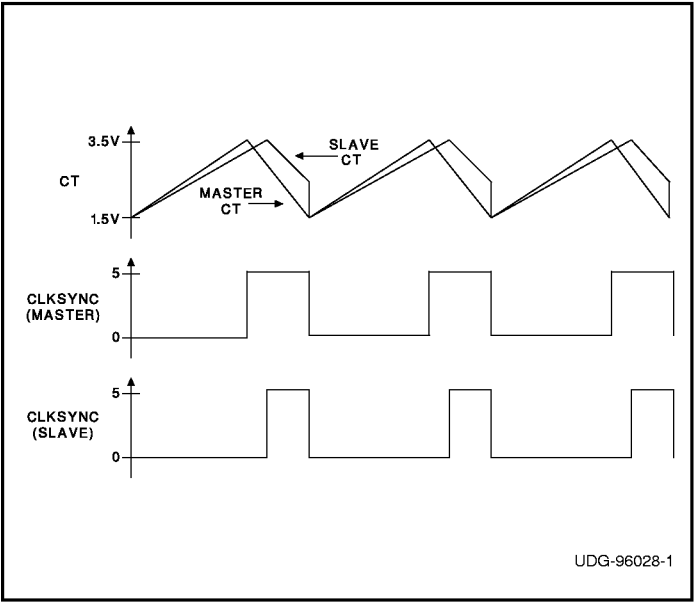 3.5V
SLAVE
CT
CT
MASTER
CT
1.5V
5
CLKSYNC
(MASTER)
0
5
CLKSYNC
(SLAVE)
0
UDG-96028-1